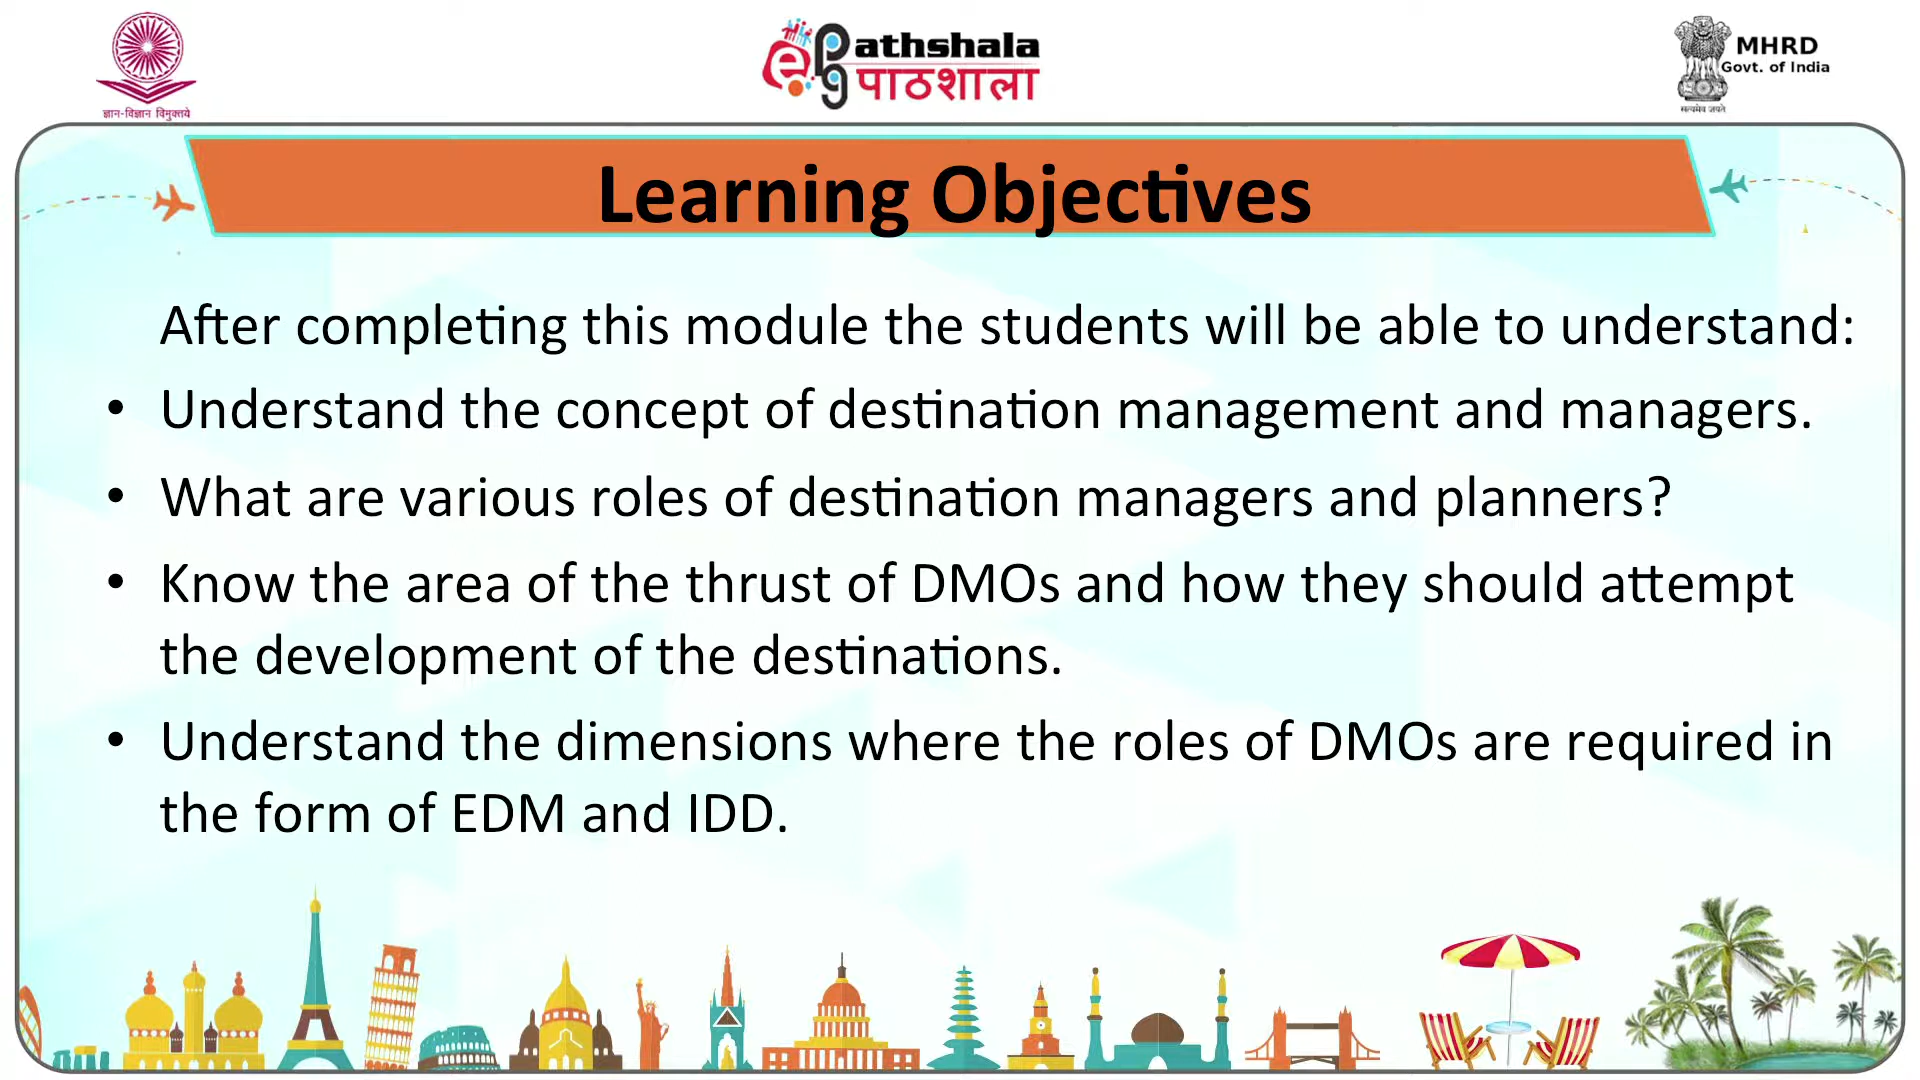 ज्ञान-विज्ञान विमुक्तये
e PG Pathshala
पाठशाला
MHRD
Govt. of India
सत्यमेव जयते
Learning Objectives
After completing this module the students will be able to understand:
• Understand the concept of destination management and managers.
• What are various roles of destination managers and planners?
• Know the area of the thrust of DMOs and how they should attempt
the development of the destinations.
• Understand the dimensions where the roles of DMOs are required in
the form of EDM and IDD.